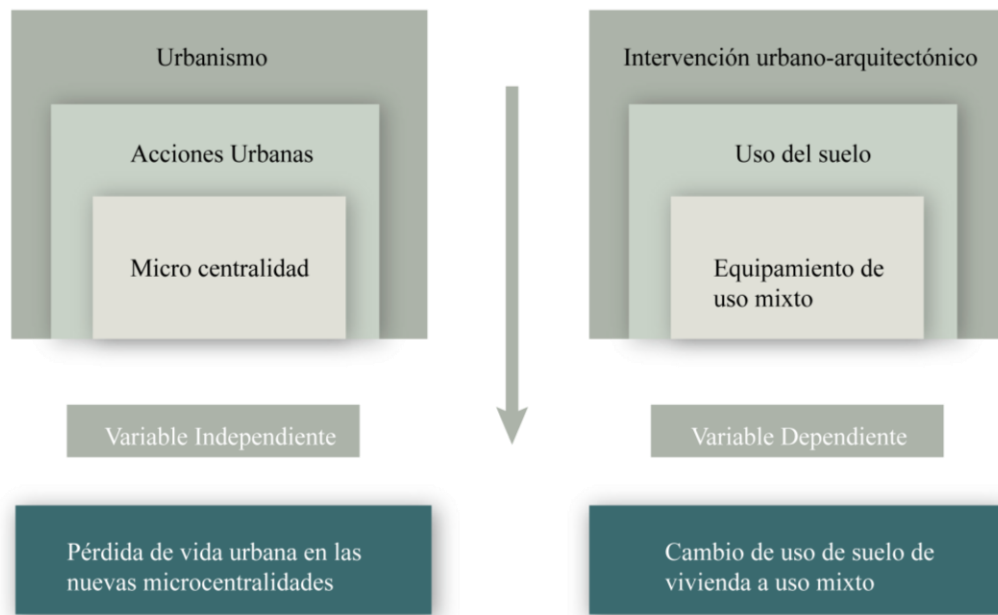 Urbanismo
Acciones Urbanas
Micro centralidad
Variable Independiente
Pérdida de vida urbana en las
nuevas microcentralidades
Intervención urbano-arquitectónico
Uso del suelo
Equipamiento de
uso mixto
Variable Dependiente
Cambio de uso de suelo de
vivienda a uso mixto